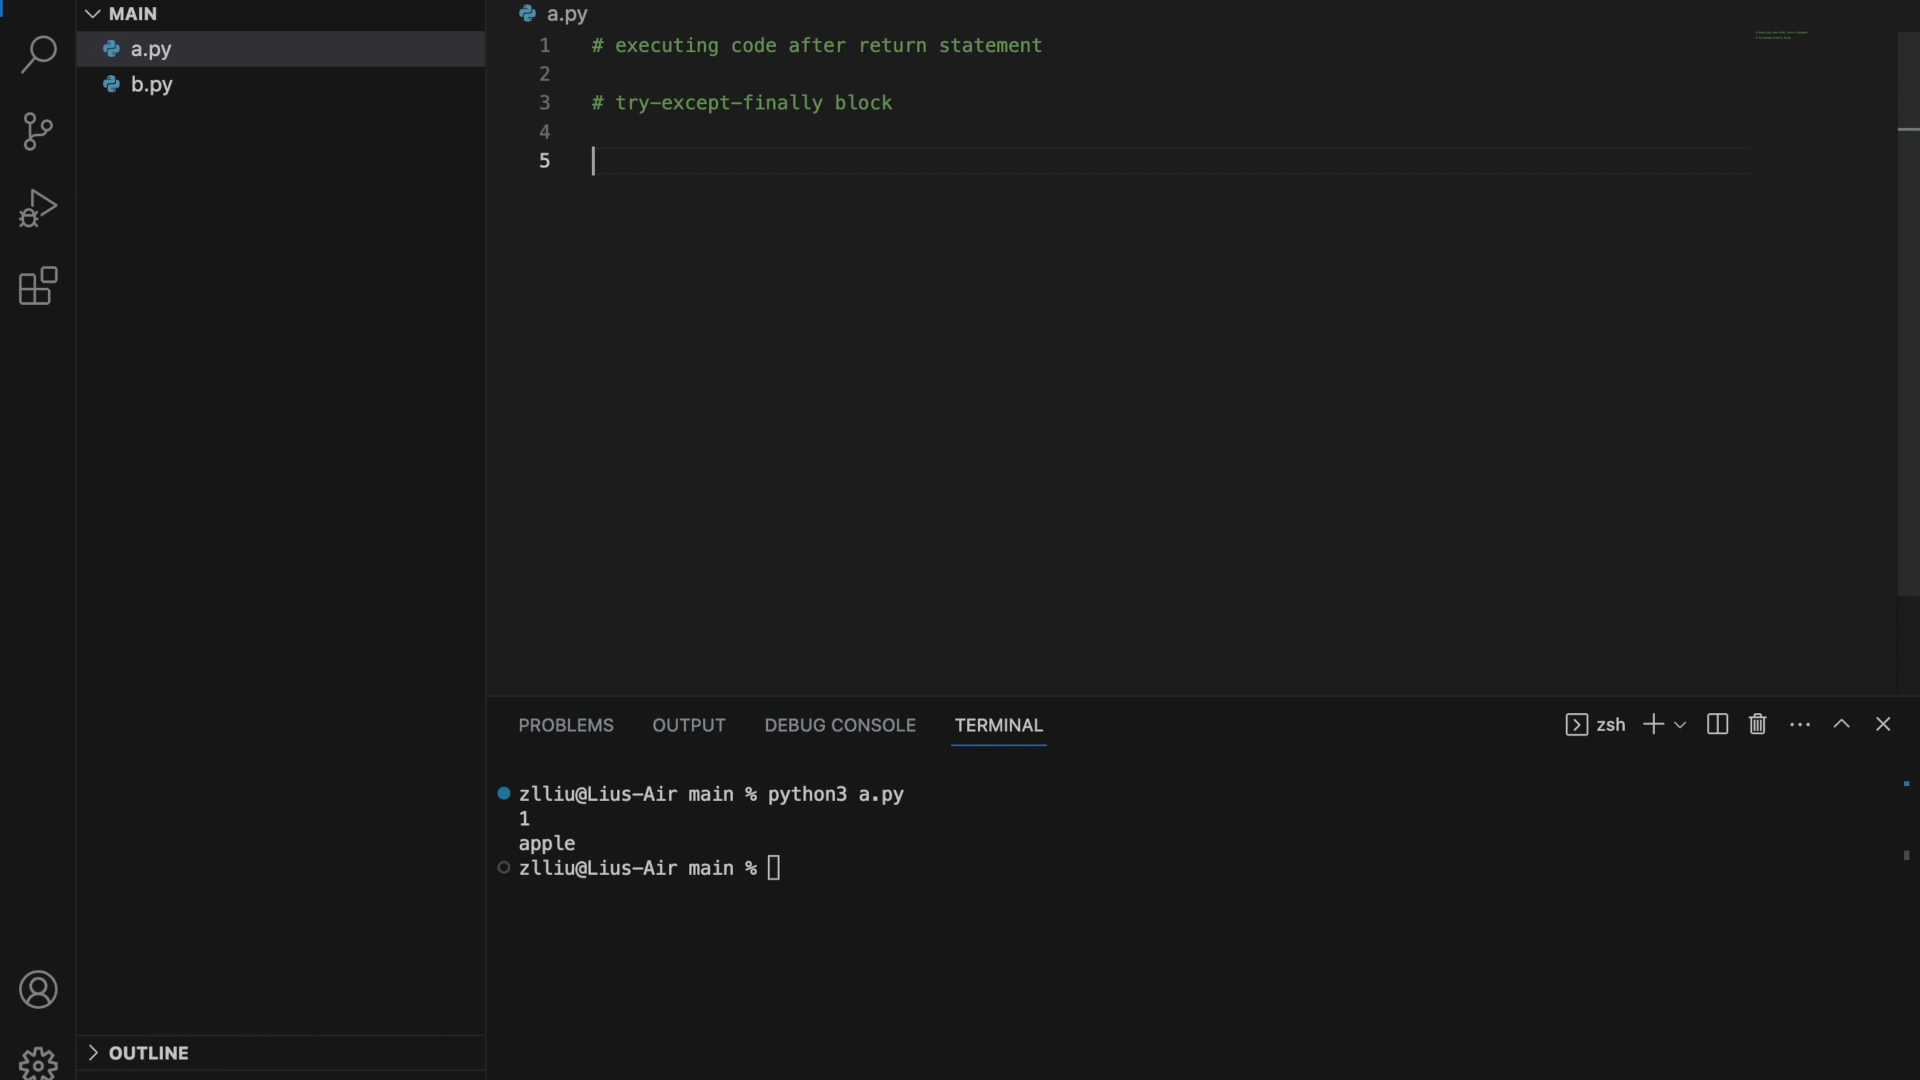 MAIN
a.py
b.py
OUTLINE
a.py
1 # executing code after return statement
2
3 # try-except-finally block
4
5
PROBLEMS OUTPUT DEBUG CONSOLE TERMINAL
zsh
zlliu@Lius-Air main % python3 a.py
1
apple
zlliu@Lius-Air main %